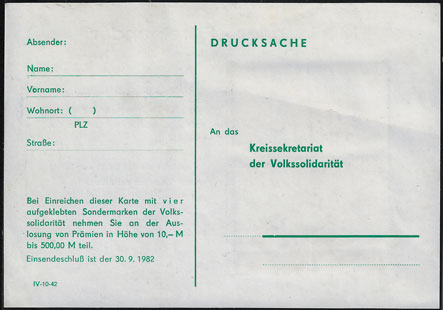 Absender:
Name:
Vorname:
Wohnort: ( )
PLZ
Straße:
Bei Einreichen dieser Karte mit vier
aufgeklebten Sondermarken der Volks-
solidarität nehmen Sie an der Aus-
losung von Prämien in Höhe von 10,– M
bis 500,00 M teil.
Einsendeschluß ist der 30. 9. 1982
IV-10-42
DRUCKSACHE
An das
Kreissekretariat
der Volkssolidarität